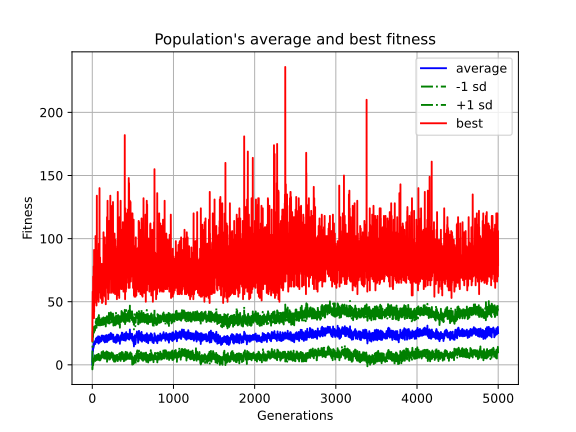 Population's average and best fitness
average
-1 sd
+1 sd
best
200
150
100
50
0
Fitness
0 1000 2000 3000 4000 5000
Generations